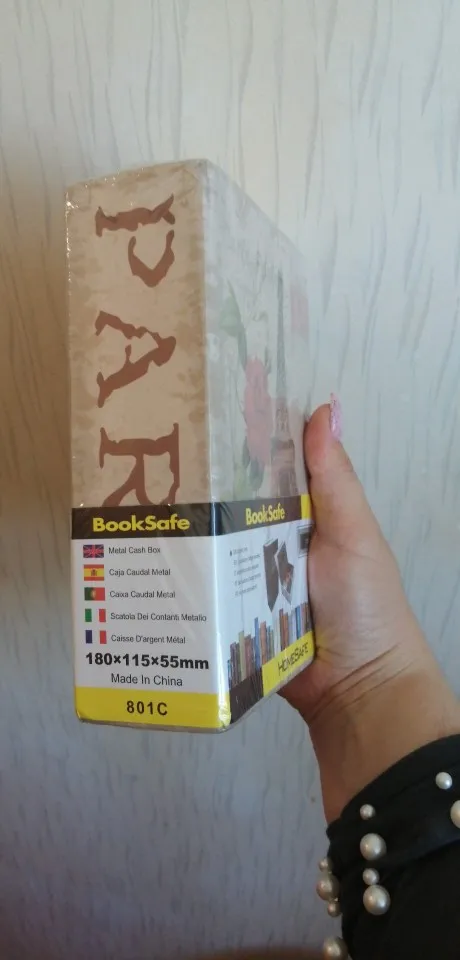 PAR
BookSafe
Metal Cash Box
Caja Caudal Metal
Caixa Caudal Metal
Scatola Dei Contanti Metallo
Caisse D'argent Métal
180×115×55mm
Made In China
801C
BookSafe
HOMESAFE